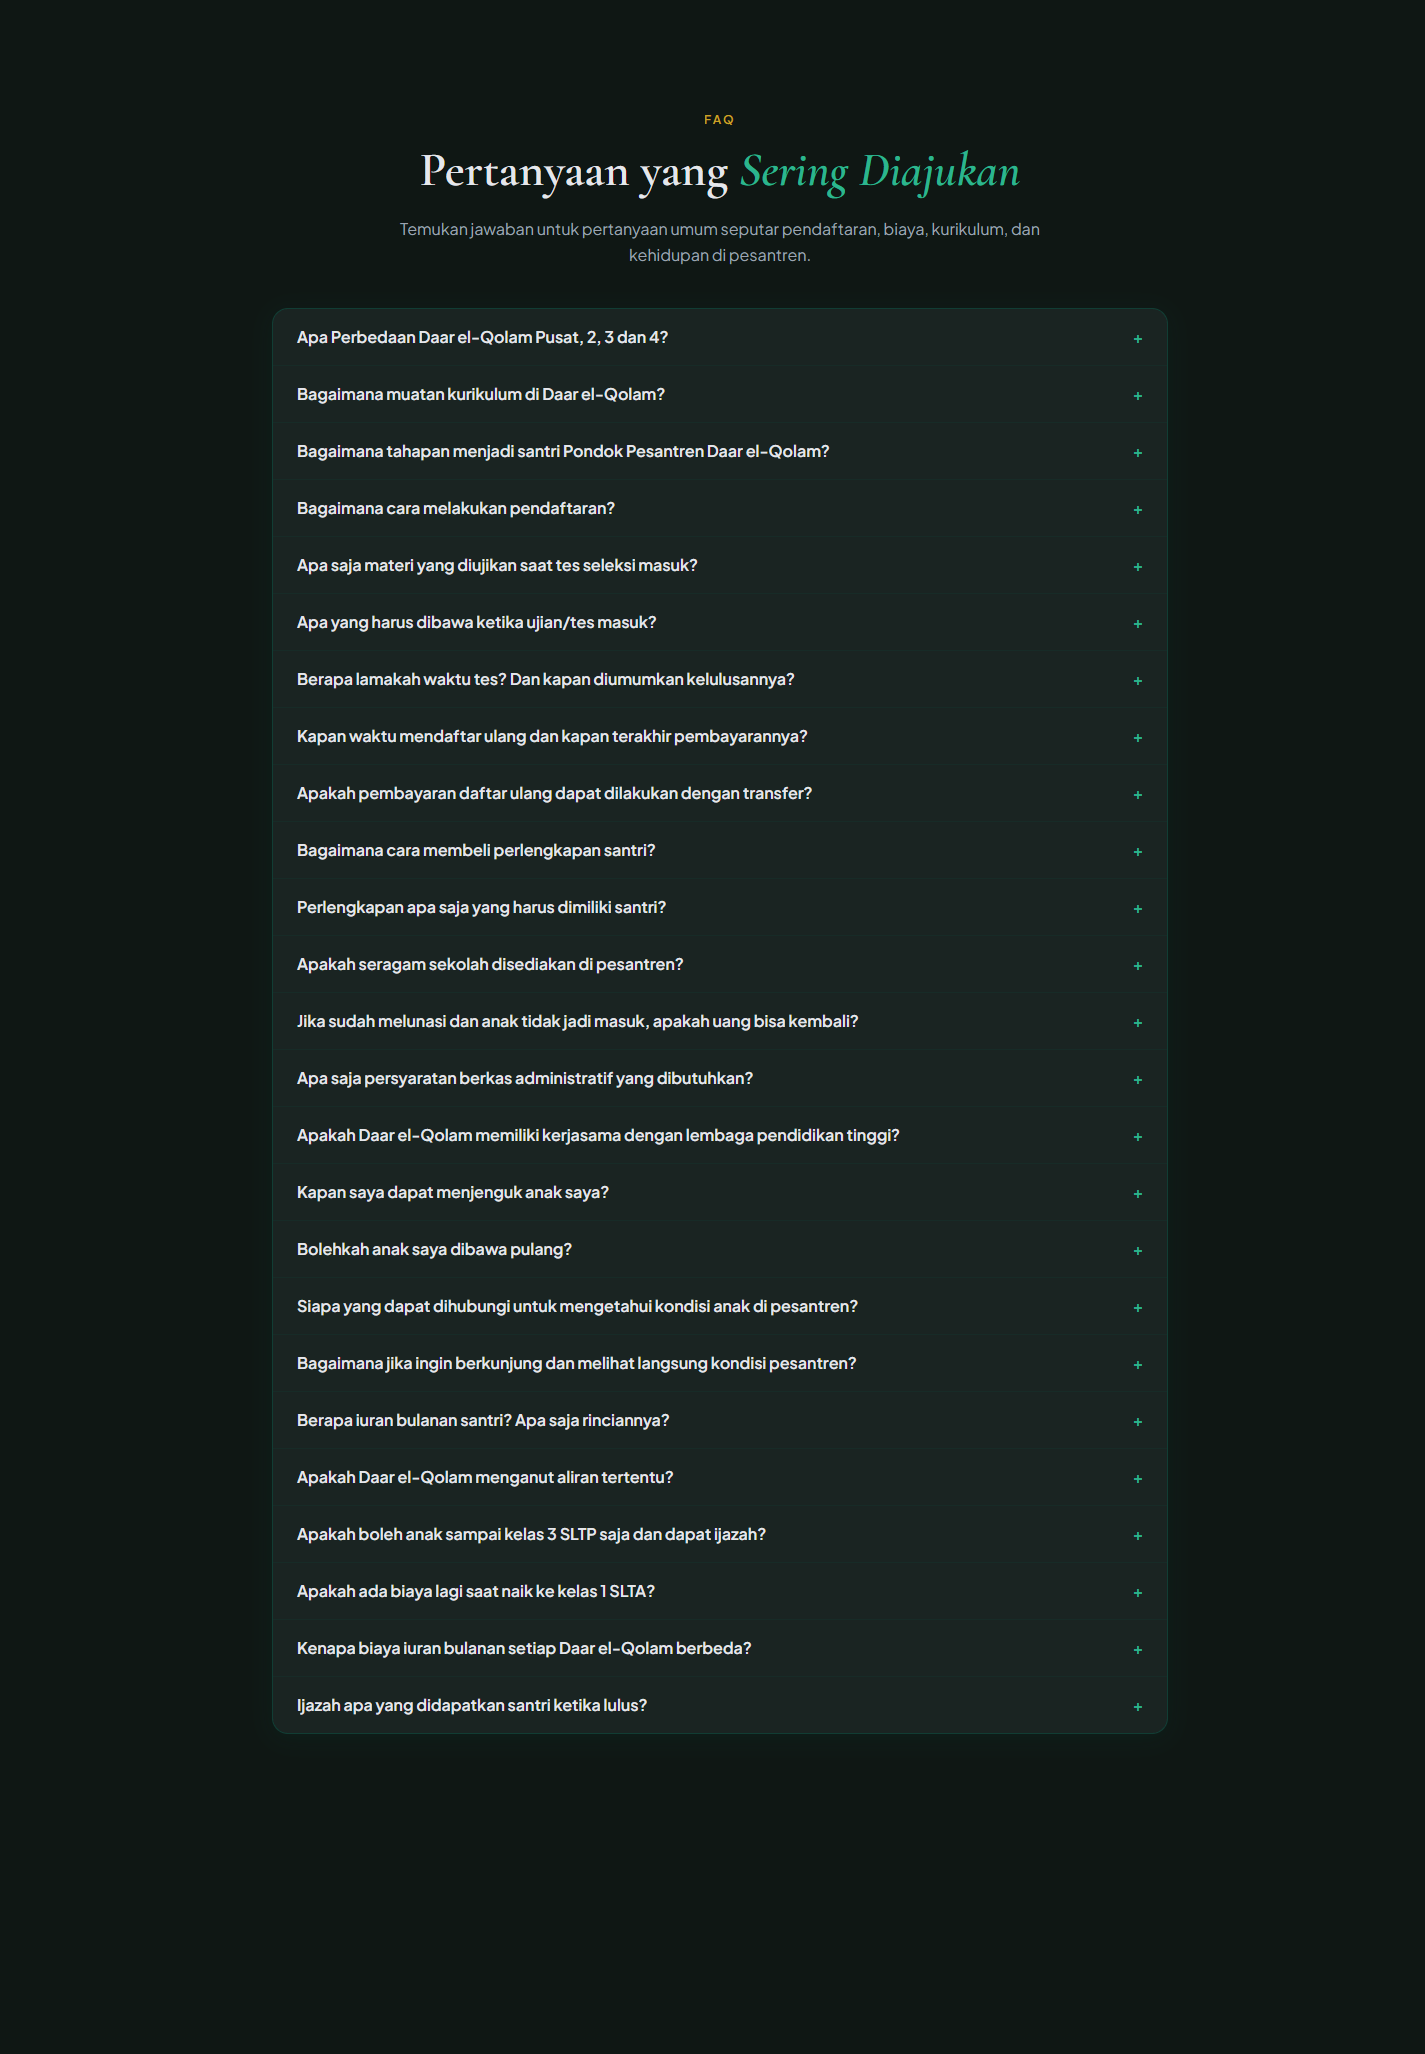 FAQ
Pertanyaan yang Sering Diajukan
Temukan jawaban untuk pertanyaan umum seputar pendaftaran, biaya, kurikulum, dan
kehidupan di pesantren.
Apa Perbedaan Daar el-Qolam Pusat, 2, 3 dan 4? +
Bagaimana muatan kurikulum di Daar el-Qolam? +
Bagaimana tahapan menjadi santri Pondok Pesantren Daar el-Qolam? +
Bagaimana cara melakukan pendaftaran? +
Apa saja materi yang diujikan saat tes seleksi masuk? +
Apa yang harus dibawa ketika ujian/tes masuk? +
Berapa lamakah waktu tes? Dan kapan diumumkan kelulusannya? +
Kapan waktu mendaftar ulang dan kapan terakhir pembayarannya? +
Apakah pembayaran daftar ulang dapat dilakukan dengan transfer? +
Bagaimana cara membeli perlengkapan santri? +
Perlengkapan apa saja yang harus dimiliki santri? +
Apakah seragam sekolah disediakan di pesantren? +
Jika sudah melunasi dan anak tidak jadi masuk, apakah uang bisa kembali? +
Apa saja persyaratan berkas administratif yang dibutuhkan? +
Apakah Daar el-Qolam memiliki kerjasama dengan lembaga pendidikan tinggi? +
Kapan saya dapat menjenguk anak saya? +
Bolehkah anak saya dibawa pulang? +
Siapa yang dapat dihubungi untuk mengetahui kondisi anak di pesantren? +
Bagaimana jika ingin berkunjung dan melihat langsung kondisi pesantren? +
Berapa iuran bulanan santri? Apa saja rinciannya? +
Apakah Daar el-Qolam menganut aliran tertentu? +
Apakah boleh anak sampai kelas 3 SLTP saja dan dapat ijazah? +
Apakah ada biaya lagi saat naik ke kelas 1 SLTA? +
Kenapa biaya iuran bulanan setiap Daar el-Qolam berbeda? +
Ijazah apa yang didapatkan santri ketika lulus? +